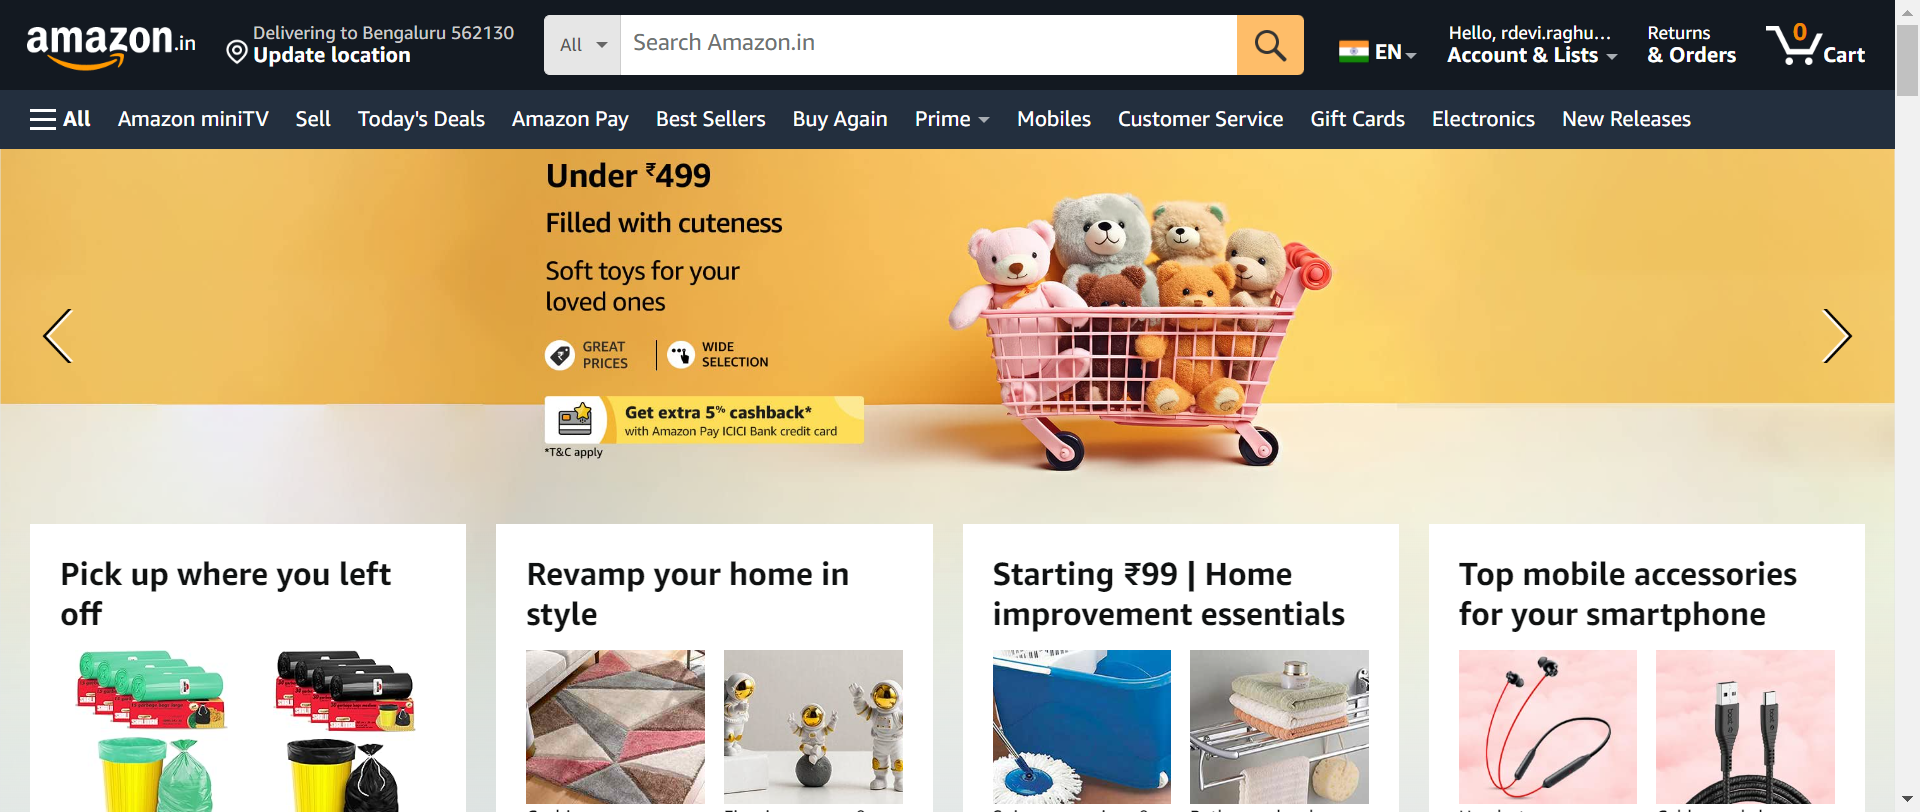 amazon.in
Delivering to Bengaluru 562130
Update location
All
Search Amazon.in
EN
Hello, rdevi.raghu...
Account & Lists
Returns
& Orders
0
Cart
All Amazon miniTV Sell Today's Deals Amazon Pay Best Sellers Buy Again Prime Mobiles Customer Service Gift Cards Electronics New Releases
Under ₹499
Filled with cuteness
Soft toys for your
loved ones
GREAT
PRICES
WIDE
SELECTION
Get extra 5% cashback*
with Amazon Pay ICICI Bank credit card
*T&C apply
Pick up where you left
off
Revamp your home in
style
Starting ₹99 | Home
improvement essentials
Top mobile accessories
for your smartphone